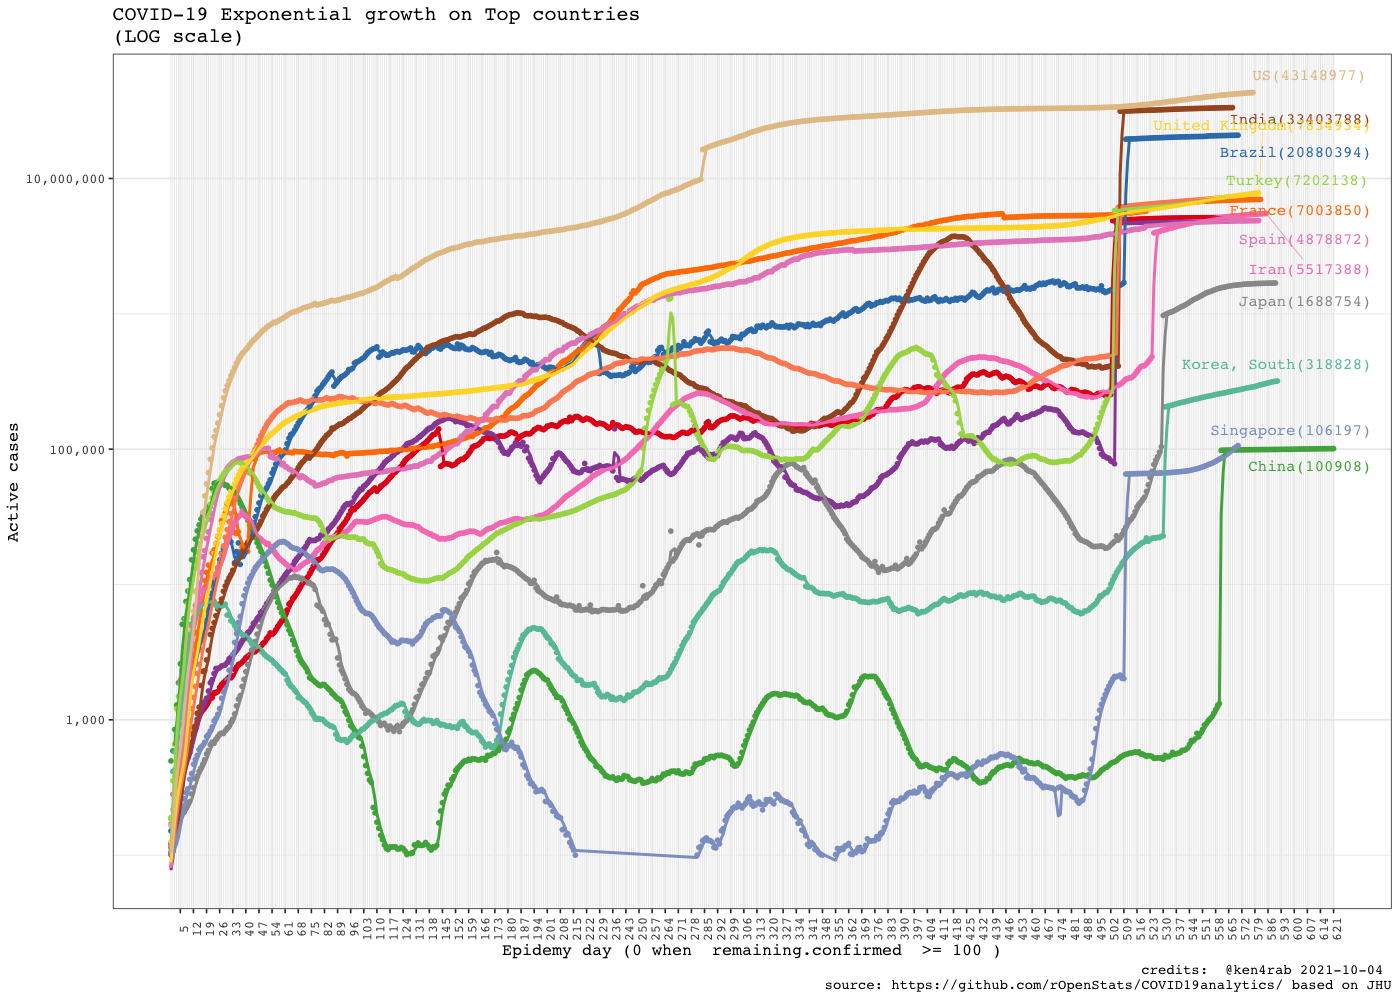 COVID-19 Exponential growth on Top countries
(LOG scale)
US(43148977)
India(33403788)
United Kingdom(7834934)
Brazil(20880394)
Turkey(7202138)
France(7003850)
Spain(4878872)
Iran(5517388)
Japan(1688754)
Korea, South(318828)
Singapore(106197)
China(100908)
10,000,000
100,000
1,000
Active cases
5 12 19 26 33 40 47 54 61 68 75 82 89 96 103 110 117 124 131 138 145 152 159 166 173 180 187 194 201 208 215 222 229 236 243 250 257 264 271 278 285 292 299 306 313 320 327 334 341 348 355 362 369 376 383 390 397 404 411 418 425 432 439 446 453 460 467 474 481 488 495 502 509 516 523 530 537 544 551 558 565 572 579 586 593 600 607 614 621
Epidemy day (0 when  remaining.confirmed  >= 100 )
credits:  @ken4rab 2021-10-04
source: https://github.com/rOpenStats/COVID19analytics/ based on JHU